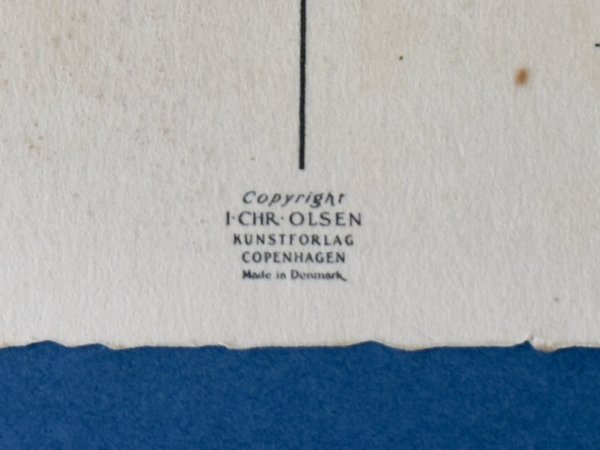 Copyright
I·CHR·OLSEN
KUNSTFORLAG
COPENHAGEN
Made in Denmark